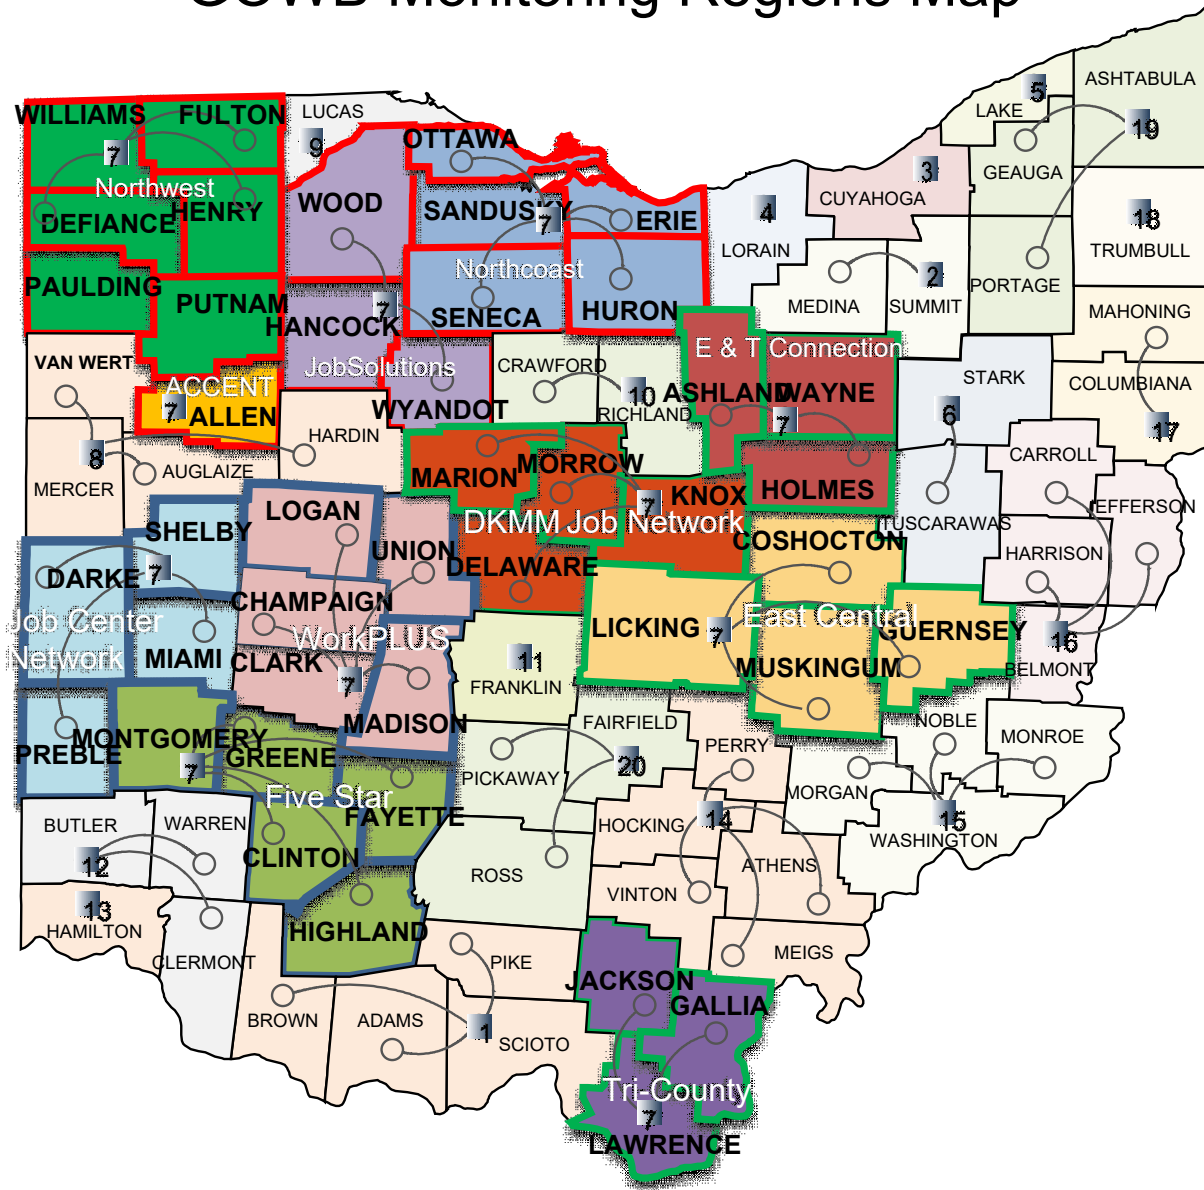 GCWB Monitoring Regions Map
ASHTABULA
5
LAKE
19
WILLIAMS
FULTON
LUCAS
9
OTTAWA
7
3
GEAUGA
Northwest
CUYAHOGA
WOOD
HENRY
SANDUSKY
7
ERIE
4
18
DEFIANCE
LORAIN
TRUMBULL
Northcoast
2
PAULDING
PUTNAM
7
PORTAGE
MEDINA
SUMMIT
HANCOCK
SENECA
HURON
MAHONING
E & T Connection
VAN WERT
JobSolutions
CRAWFORD
STARK
ACCENT
10
ASHLAND
WAYNE
COLUMBIANA
7
ALLEN
WYANDOT
RICHLAND
7
6
17
HARDIN
8
AUGLAIZE
MARION
MORROW
CARROLL
MERCER
HOLMES
KNOX
7
LOGAN
JEFFERSON
DKMM Job Network
SHELBY
TUSCARAWAS
COSHOCTON
UNION
HARRISON
DELAWARE
DARKE
7
CHAMPAIGN
Job Center
Network
East Central
LICKING
7
GUERNSEY
WorkPLUS
16
MIAMI
CLARK
11
MUSKINGUM
BELMONT
7
FRANKLIN
MADISON
NOBLE
FAIRFIELD
MONTGOMERY
PERRY
MONROE
PREBLE
GREENE
7
20
PICKAWAY
MORGAN
Five Star
FAYETTE
14
15
BUTLER
WARREN
HOCKING
WASHINGTON
12
CLINTON
ATHENS
ROSS
VINTON
13
HAMILTON
HIGHLAND
MEIGS
CLERMONT
PIKE
JACKSON
GALLIA
BROWN
ADAMS
1
SCIOTO
Tri-County
7
LAWRENCE